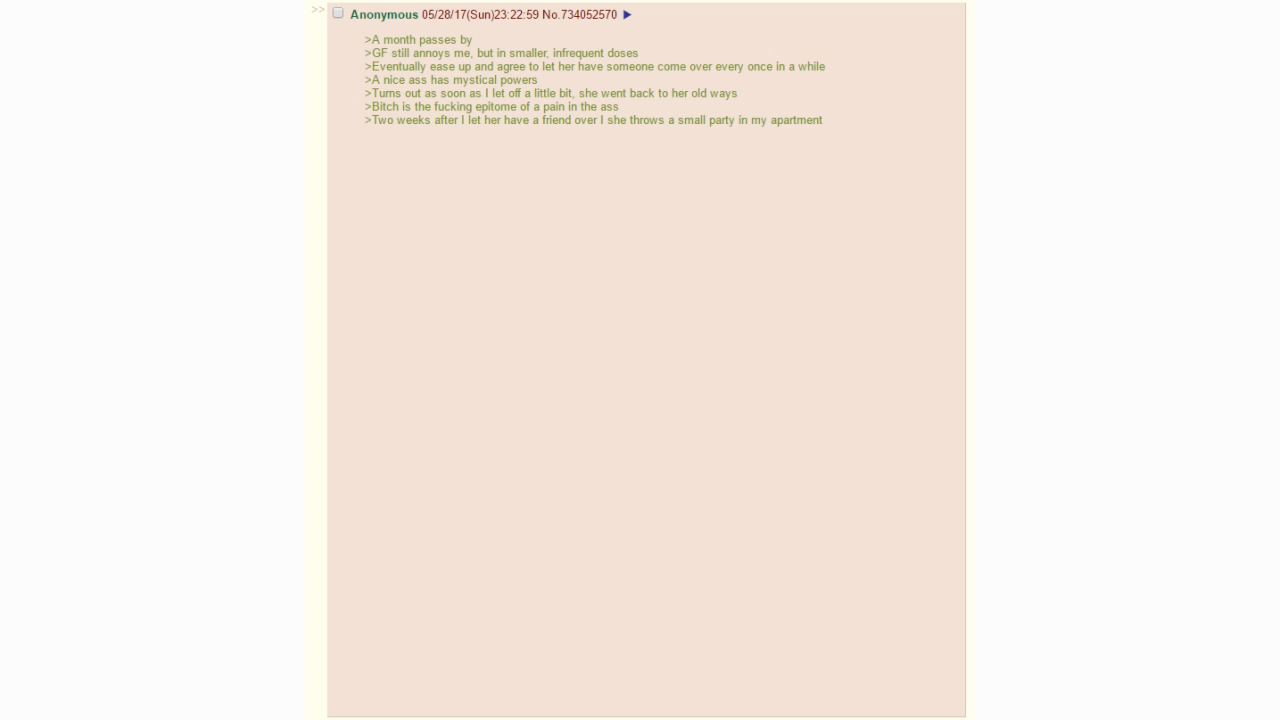 >>
Anonymous 05/28/17(Sun)23:22:59 No.734052570 ▶
>A month passes by
>GF still annoys me, but in smaller, infrequent doses
>Eventually ease up and agree to let her have someone come over every once in a while
>A nice ass has mystical powers
>Turns out as soon as I let off a little bit, she went back to her old ways
>Bitch is the fucking epitome of a pain in the ass
>Two weeks after I let her have a friend over I she throws a small party in my apartment